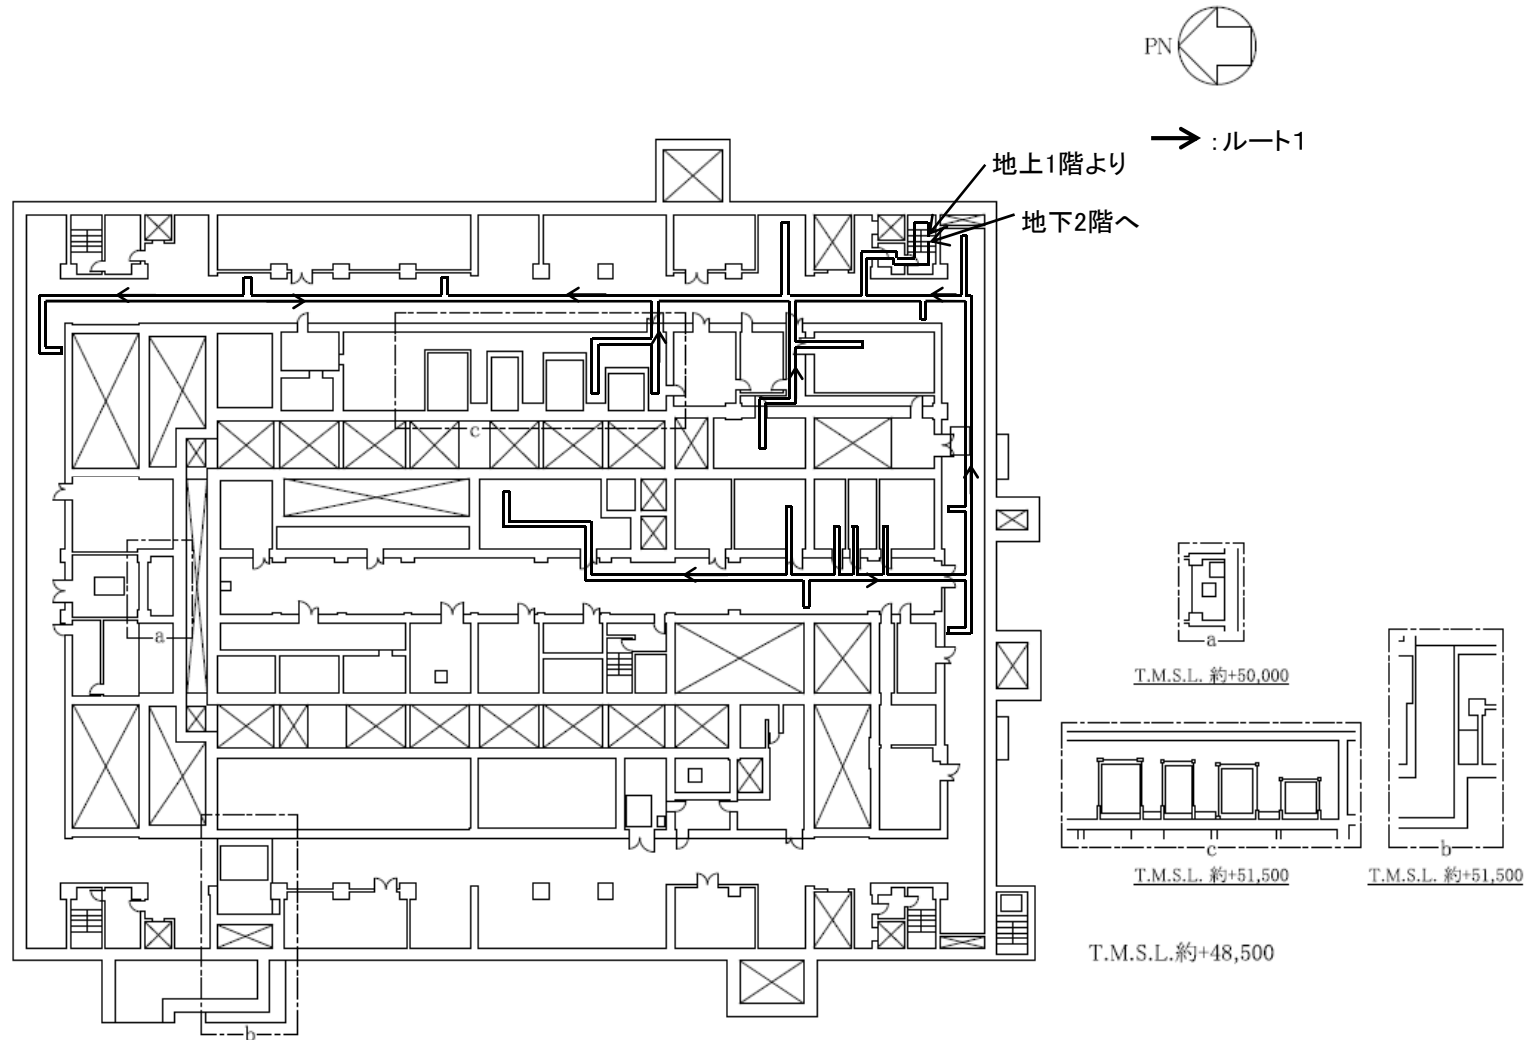 PN
：ルート１
地上1階より
地下2階へ
c
a
a
T.M.S.L. 約+50,000
c
T.M.S.L. 約+51,500
b
T.M.S.L. 約+51,500
T.M.S.L.約+48,500
b